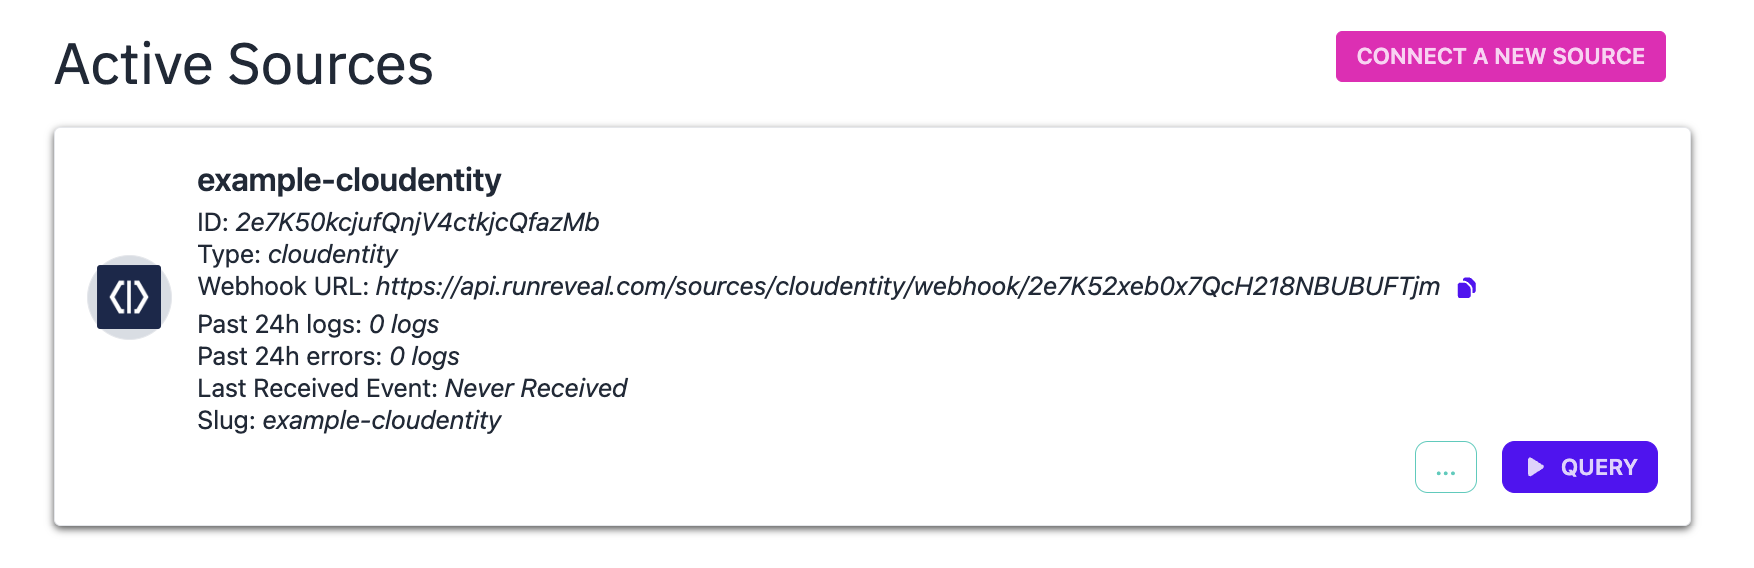 Active Sources
CONNECT A NEW SOURCE
example-cloudentity
ID: 2e7K50kcjufQnjV4ctkjcQfazMb
Type: cloudentity
Webhook URL: https://api.runreveal.com/sources/cloudentity/webhook/2e7K52xeb0x7QcH218NBUBUFTjm
Past 24h logs: 0 logs
Past 24h errors: 0 logs
Last Received Event: Never Received
Slug: example-cloudentity
...
QUERY